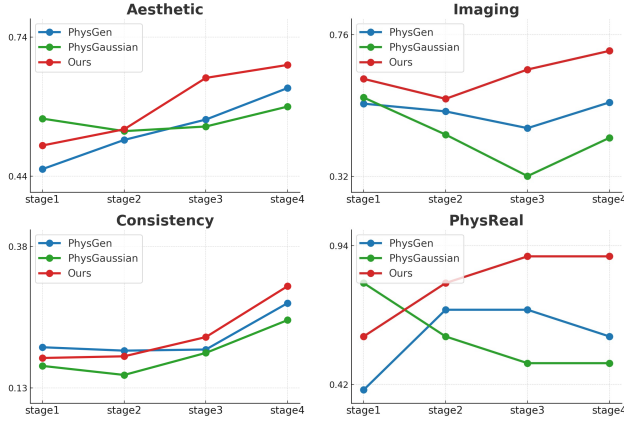 Aesthetic
0.74
0.44
PhysGen
PhysGaussian
Ours
stage1 stage2 stage3 stage4
Imaging
0.76
0.32
PhysGen
PhysGaussian
Ours
stage1 stage2 stage3 stage4
Consistency
0.38
0.13
PhysGen
PhysGaussian
Ours
stage1 stage2 stage3 stage4
PhysReal
0.94
0.42
PhysGen
PhysGaussian
Ours
stage1 stage2 stage3 stage4